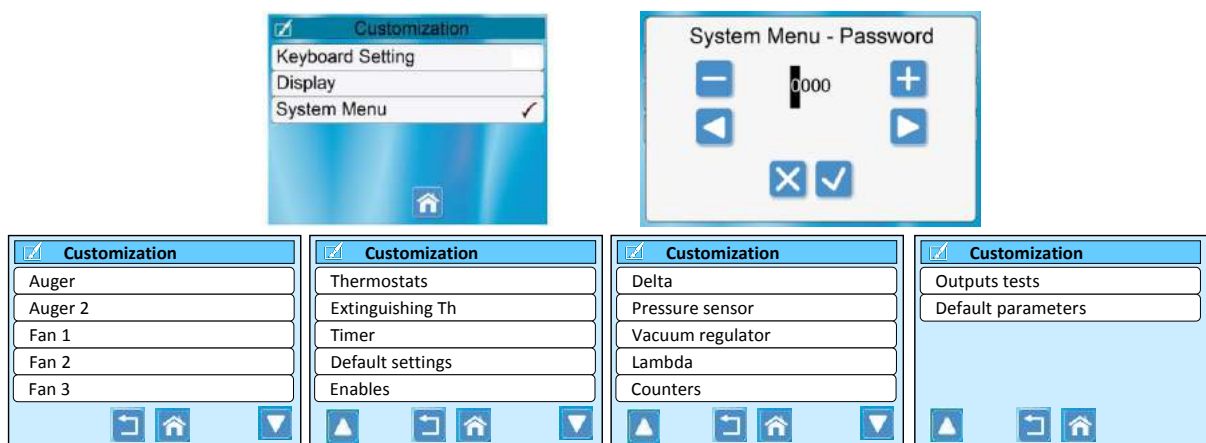 Customization
Keyboard Setting
Display
System Menu
System Menu - Password
0000
Customization
Auger
Auger 2
Fan 1
Fan 2
Fan 3
Customization
Thermostats
Extinguishing Th
Timer
Default settings
Enables
Customization
Delta
Pressure sensor
Vacuum regulator
Lambda
Counters
Customization
Outputs tests
Default parameters